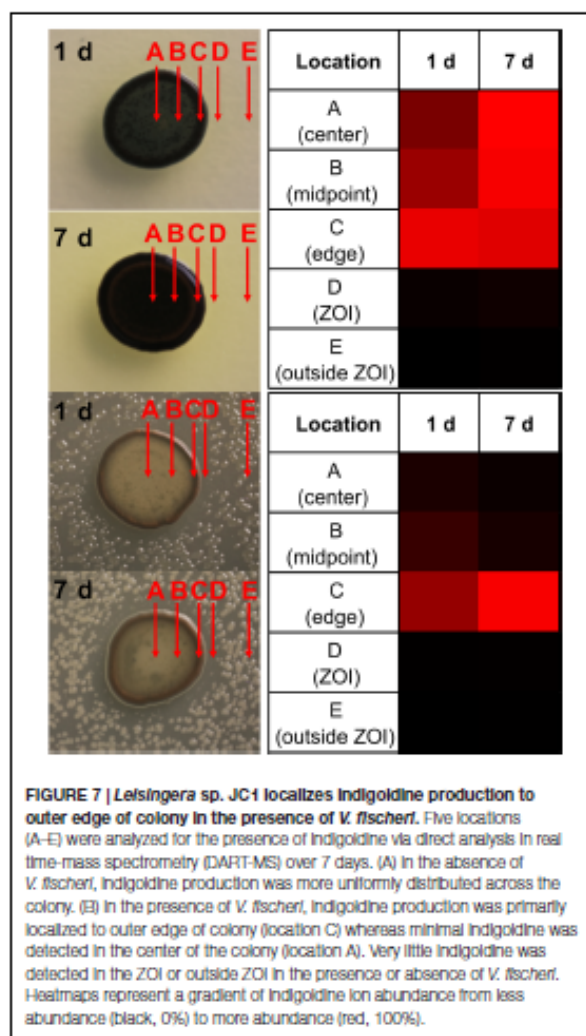 1 d
A B C D E
7 d
A B C D E
1 d
A B C D E
7 d
A B C D E
Location 1 d 7 d
A
(center)
B
(midpoint)
C
(edge)
D
(ZOI)
E
(outside ZOI)
Location 1 d 7 d
A
(center)
B
(midpoint)
C
(edge)
D
(ZOI)
E
(outside ZOI)
FIGURE 7 | Leisingera sp. JC1 localizes indigoidine production to
outer edge of colony in the presence of V. fischeri. Five locations
(A–E) were analyzed for the presence of indigoidine via direct analysis in real
time-mass spectrometry (DART-MS) over 7 days. (A) In the absence of
V. fischeri, indigoidine production was more uniformly distributed across the
colony. (B) In the presence of V. fischeri, indigoidine production was primarily
localized to outer edge of colony (location C) whereas minimal indigoidine was
detected in the center of the colony (location A). Very little indigoidine was
detected in the ZOI or outside ZOI in the presence or absence of V. fischeri.
Heatmaps represent a gradient of indigoidine ion abundance from less
abundance (black, 0%) to more abundance (red, 100%).